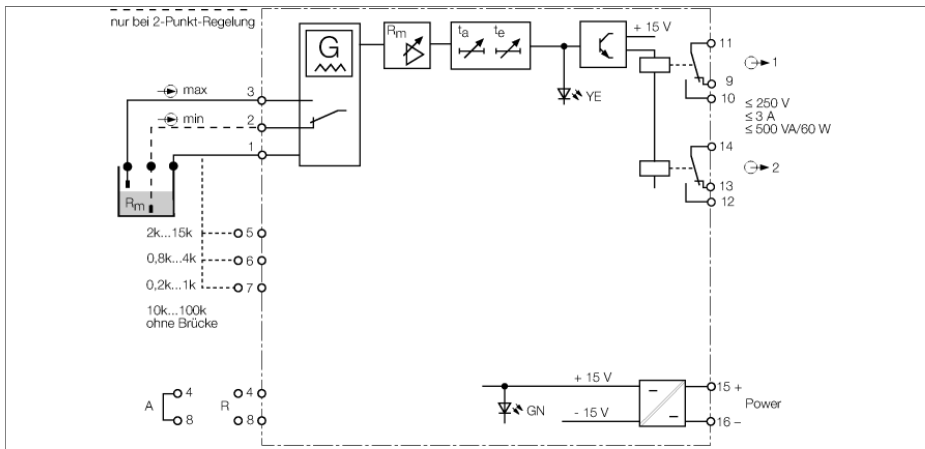 nur bei 2-Punkt-Regelung
G
Rm
ta
te
+ 15 V
11
1
9
10
≤ 250 V
≤ 3 A
≤ 500 VA/60 W
YE
max
3
min
2
1
14
2
13
12
Rm
2k...15k
5
0,8k...4k
6
0,2k...1k
7
10k...100k
ohne Brücke
A
4
8
R
4
8
+ 15 V
GN
- 15 V
15 +
Power
16 –